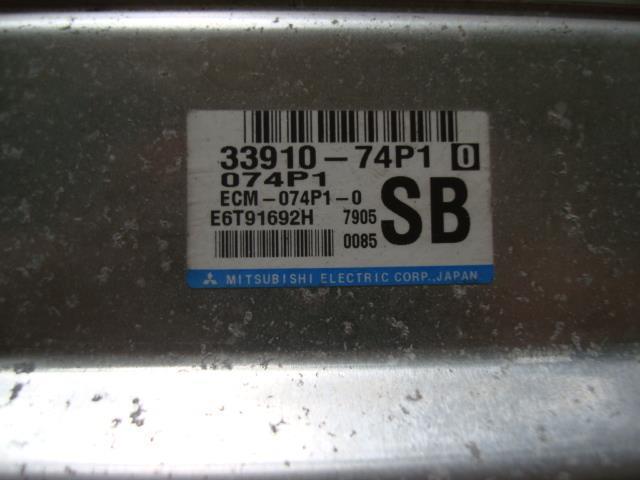 33910-74P1 0
074P1
ECM-074P1-0
E6T91692H 7905
SB
0085
MITSUBISHI ELECTRIC CORP.,JAPAN